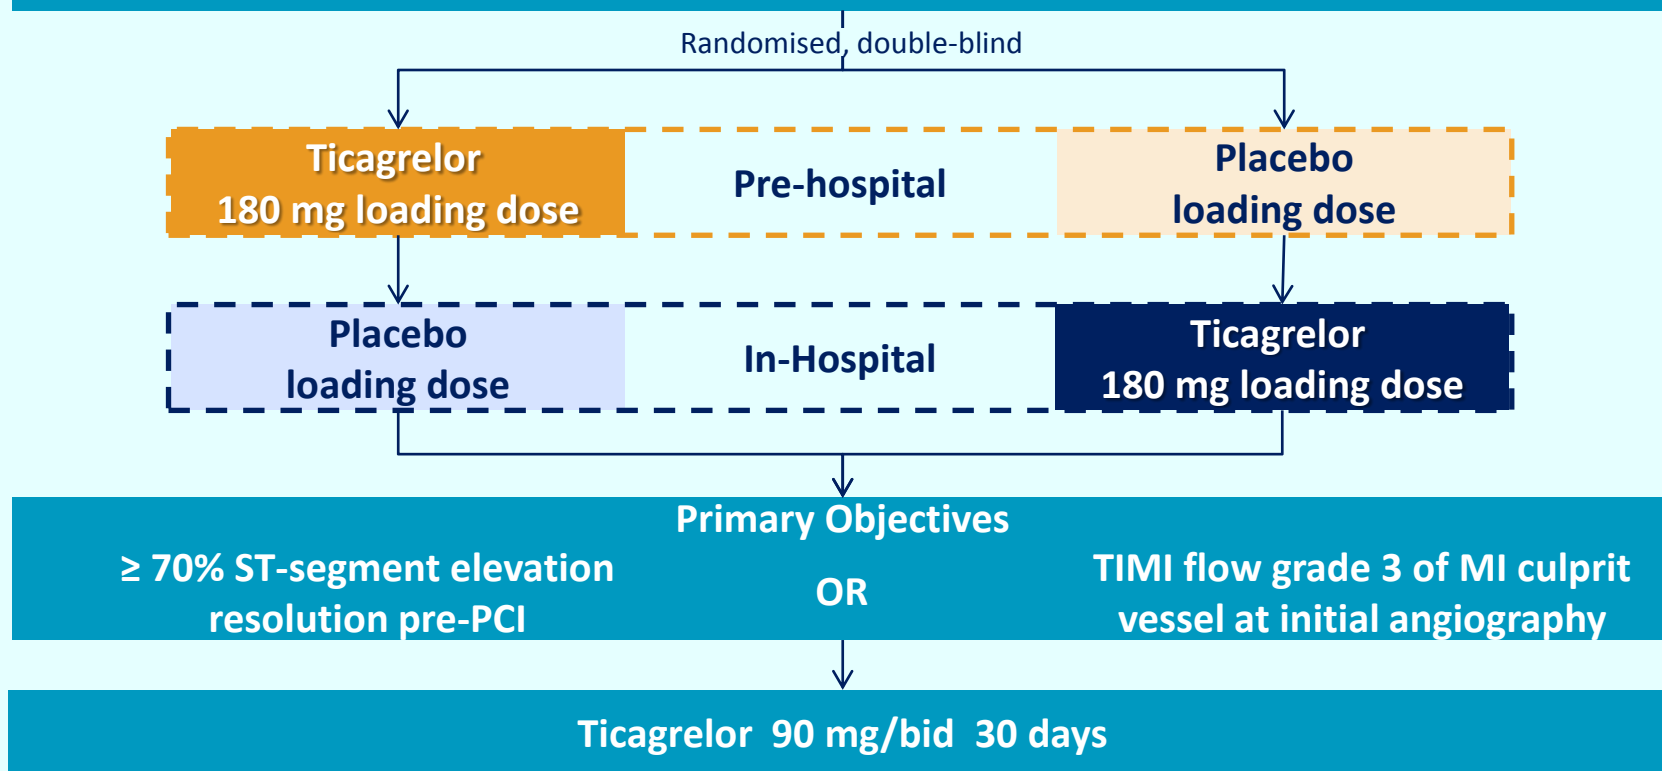 Randomised, double-blind
Ticagrelor
180 mg loading dose
Pre-hospital
Placebo
loading dose
Placebo
loading dose
In-Hospital
Ticagrelor
180 mg loading dose
Primary Objectives
≥ 70% ST-segment elevation
resolution pre-PCI
OR
TIMI flow grade 3 of MI culprit
vessel at initial angiography
Ticagrelor 90 mg/bid 30 days